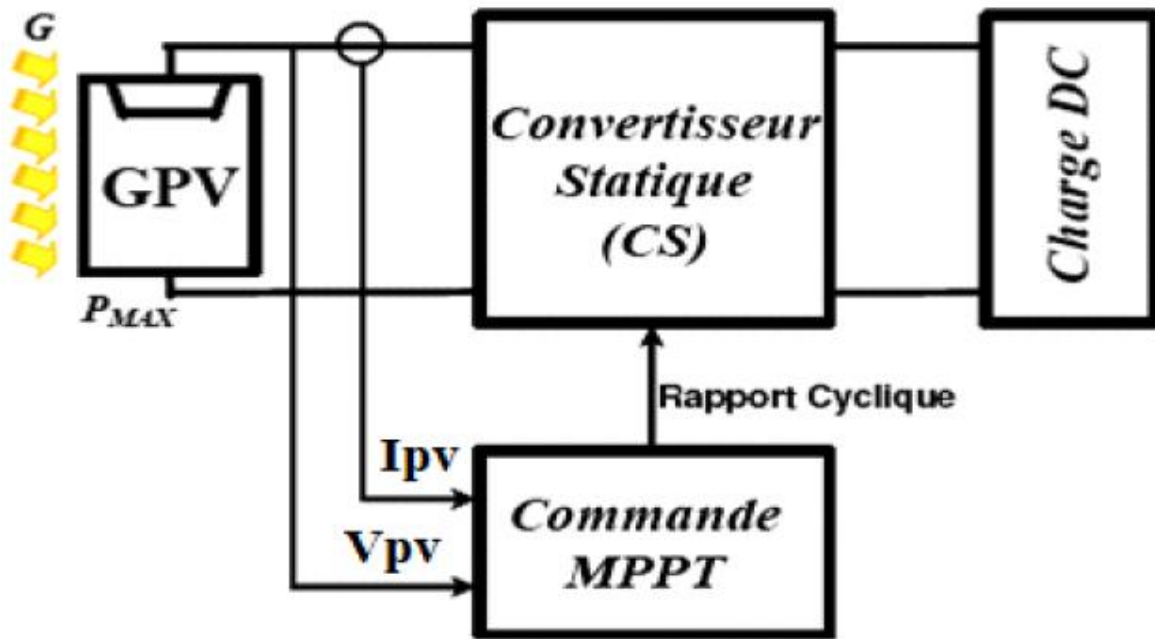 G
GPV
PMAX
Convertisseur
Statique
(CS)
Charge DC
Rapport Cyclique
Ipv
Vpv
Commande
MPPT